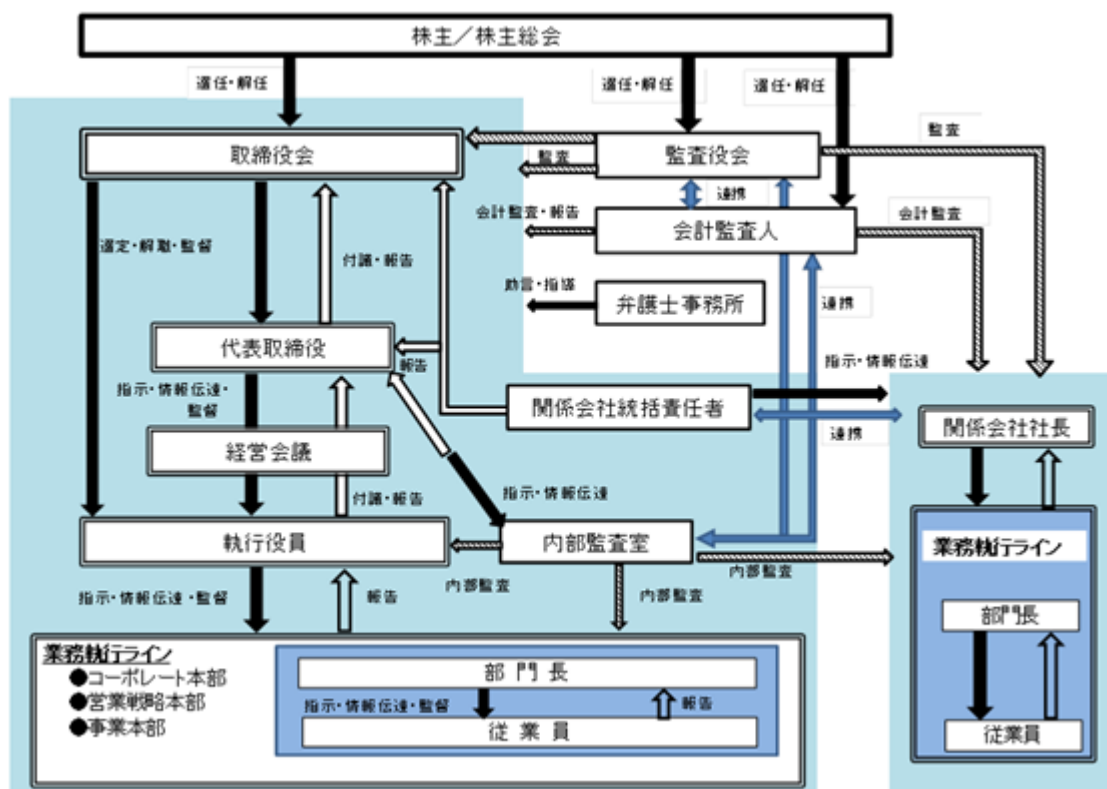 株主／株主総会
選任・解任
選任・解任
選任・解任
監査
取締役会
監査役会
監査
連携
会計監査・報告
会計監査人
会計監査
選定・解職・監督
付議・報告
助言・指導
弁護士事務所
連携
代表取締役
報告
指示・情報伝達
指示・情報伝達・
監督
関係会社統括責任者
連携
関係会社社長
経営会議
指示・情報伝達
付議・報告
執行役員
内部監査室
業務執行ライン
内部監査
内部監査
内部監査
指示・情報伝達・監督
報告
部門長
業務執行ライン
●コーポレート本部
●営業戦略本部
●事業本部
部 門 長
指示・情報伝達・監督
報告
従 業 員
従業員